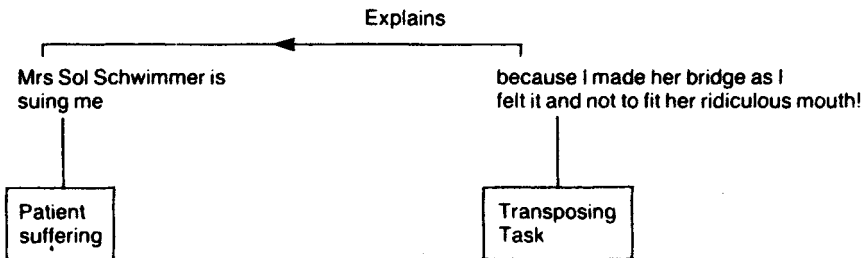 Explains
Mrs Sol Schwimmer is
suing me
because I made her bridge as I
felt it and not to fit her ridiculous mouth!
Patient
suffering
Transposing
Task